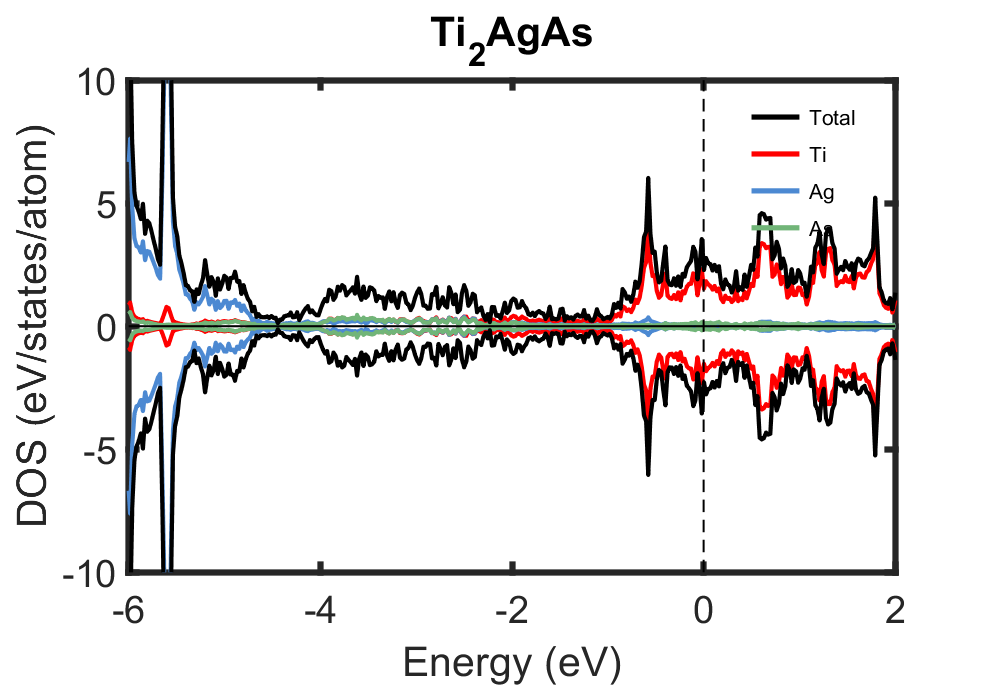 Ti2AgAs
10
5
0
-5
-10
DOS (eV/states/atom)
Total
Ti
Ag
As
-6 -4 -2 0 2
Energy (eV)